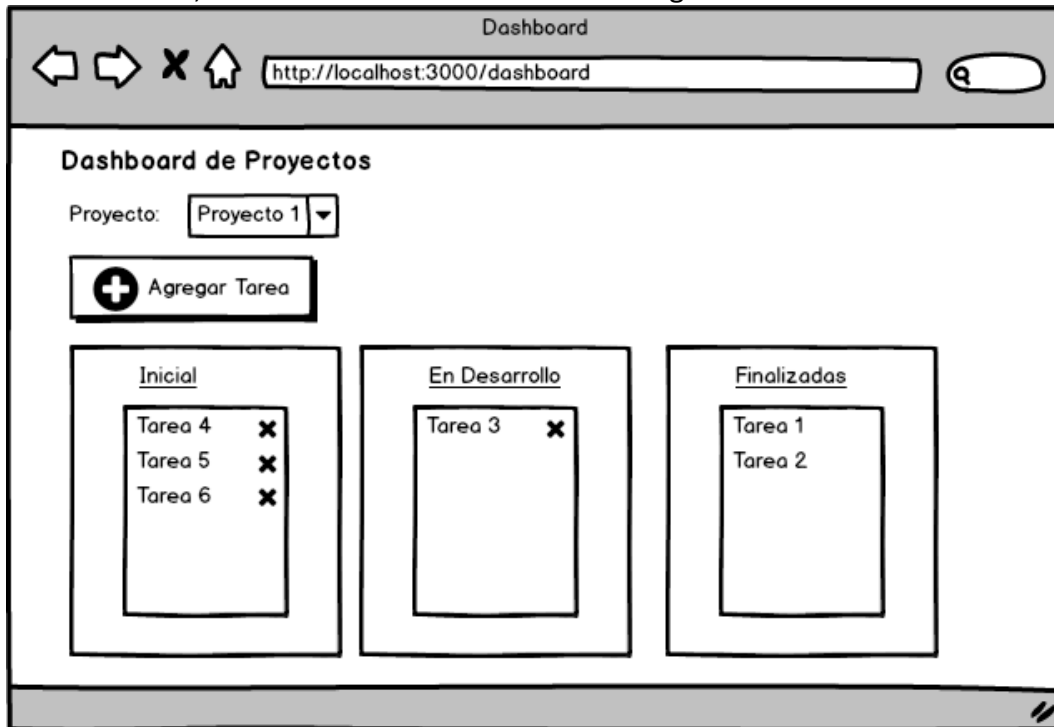 Dashboard
http://localhost:3000/dashboard
Dashboard de Proyectos
Proyecto: Proyecto 1
Agregar Tarea
Inicial
Tarea 4
Tarea 5
Tarea 6
En Desarrollo
Tarea 3
Finalizadas
Tarea 1
Tarea 2